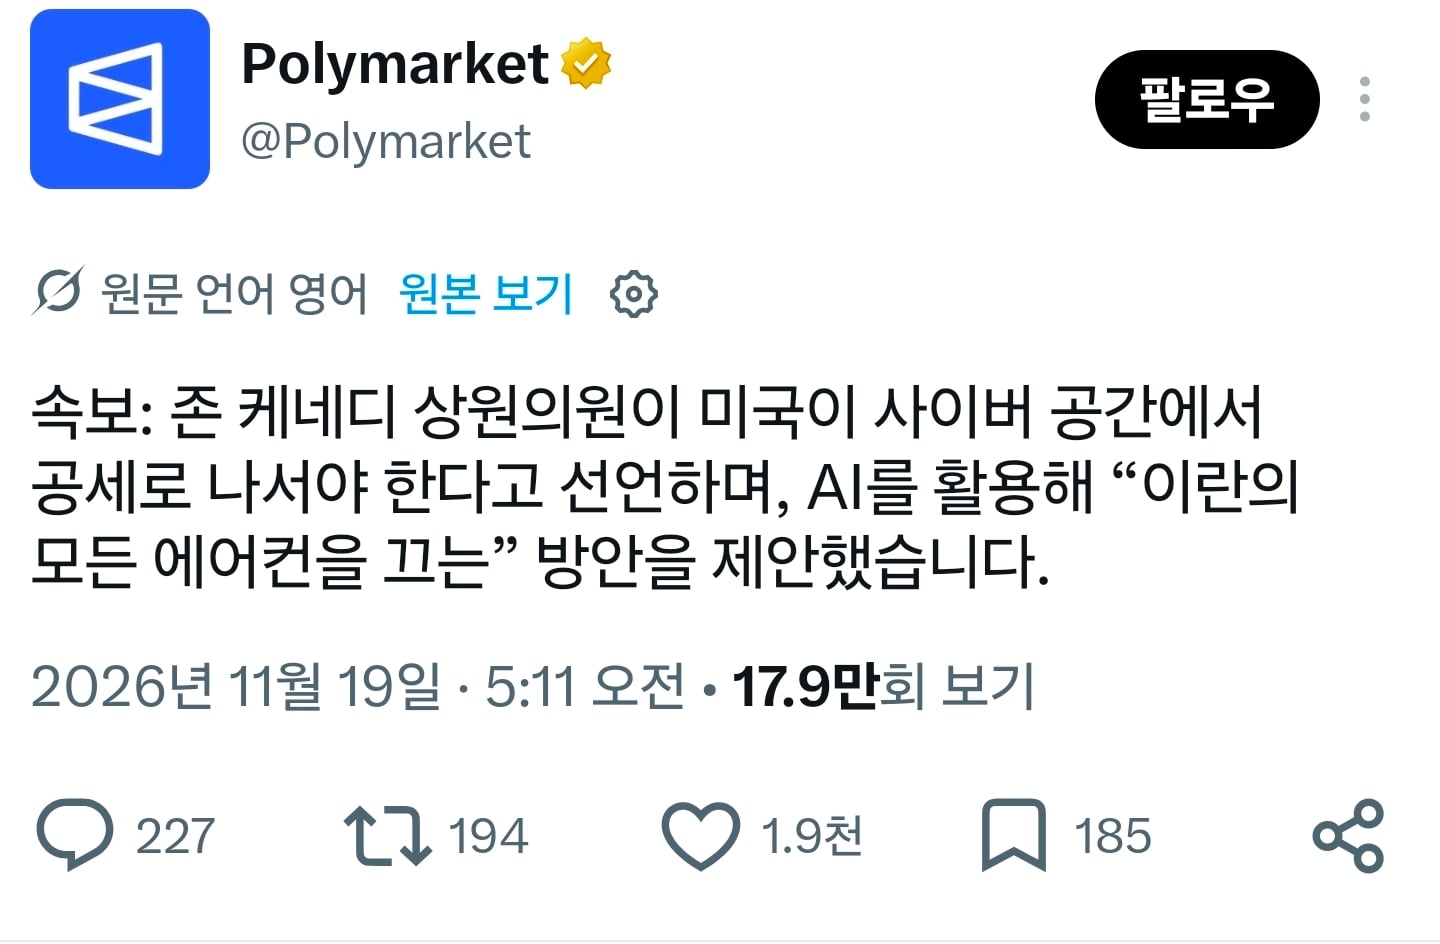 Polymarket
@Polymarket
팔로우
원문 언어 영어 원본 보기
속보: 존 케네디 상원의원이 미국이 사이버 공간에서
공세로 나서야 한다고 선언하며, AI를 활용해 “이란의
모든 에어컨을 끄는” 방안을 제안했습니다.
2026년 11월 19일 · 5:11 오전 • 17.9만회 보기
227 194 1.9천 185